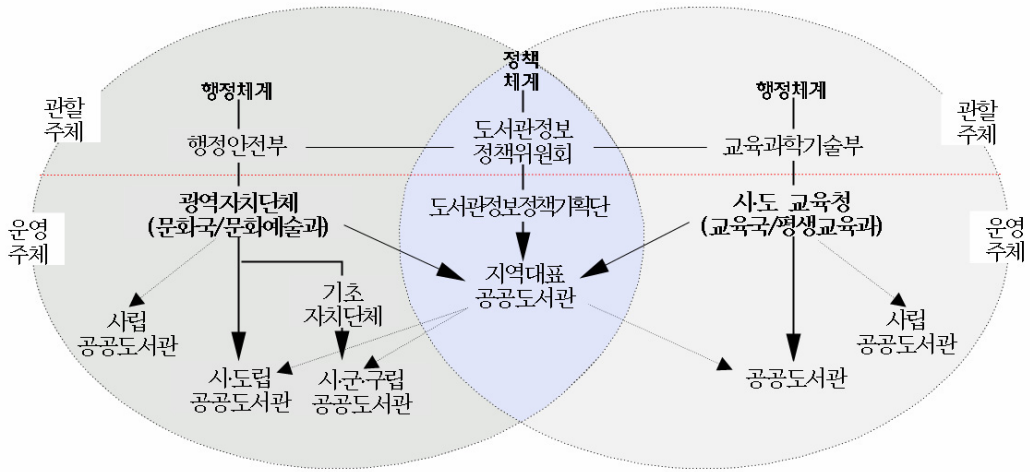 정책
체계
행정체계
행정체계
관할
주체
관할
주체
도서관정보
정책위원회
행정안전부
교육과학기술부
광역자치단체
(문화국/문화예술과)
도서관정보정책기획단
시·도 교육청
(교육국/평생교육과)
운영
주체
운영
주체
지역대표
공공도서관
기초
자치단체
사립
공공도서관
사립
공공도서관
시·도립
공공도서관
시·군·구립
공공도서관
공공도서관